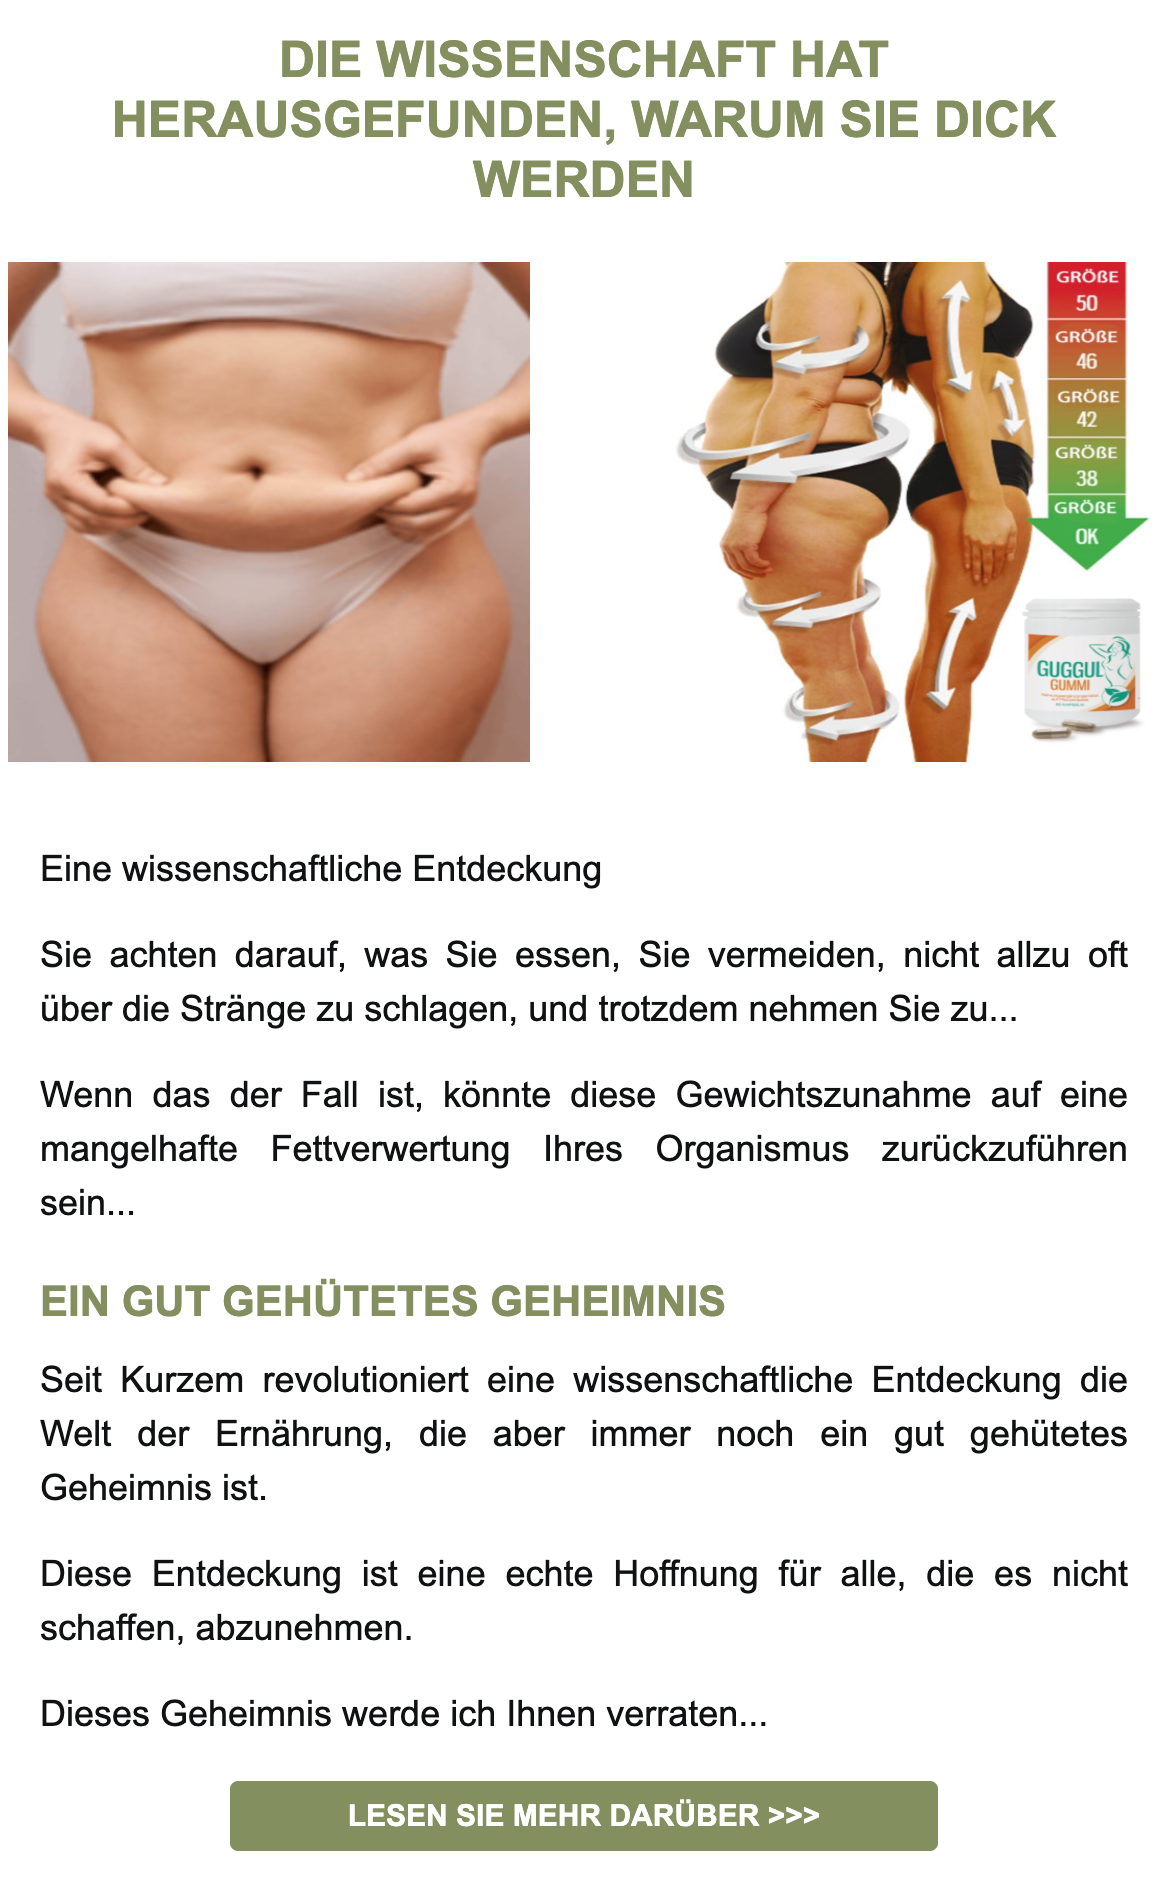 DIE WISSENSCHAFT HAT
HERAUSGEFUNDEN, WARUM SIE DICK
WERDEN
GRÖßE
50
GRÖßE
46
GRÖßE
42
GRÖßE
38
GRÖßE
OK
GUGGUL
GUMMI
Eine wissenschaftliche Entdeckung
Sie achten darauf, was Sie essen, Sie vermeiden, nicht allzu oft
über die Stränge zu schlagen, und trotzdem nehmen Sie zu...
Wenn das der Fall ist, könnte diese Gewichtszunahme auf eine
mangelhafte Fettverwertung Ihres Organismus zurückzuführen
sein...
EIN GUT GEHÜTETES GEHEIMNIS
Seit Kurzem revolutioniert eine wissenschaftliche Entdeckung die
Welt der Ernährung, die aber immer noch ein gut gehütetes
Geheimnis ist.
Diese Entdeckung ist eine echte Hoffnung für alle, die es nicht
schaffen, abzunehmen.
Dieses Geheimnis werde ich Ihnen verraten...
LESEN SIE MEHR DARÜBER >>>